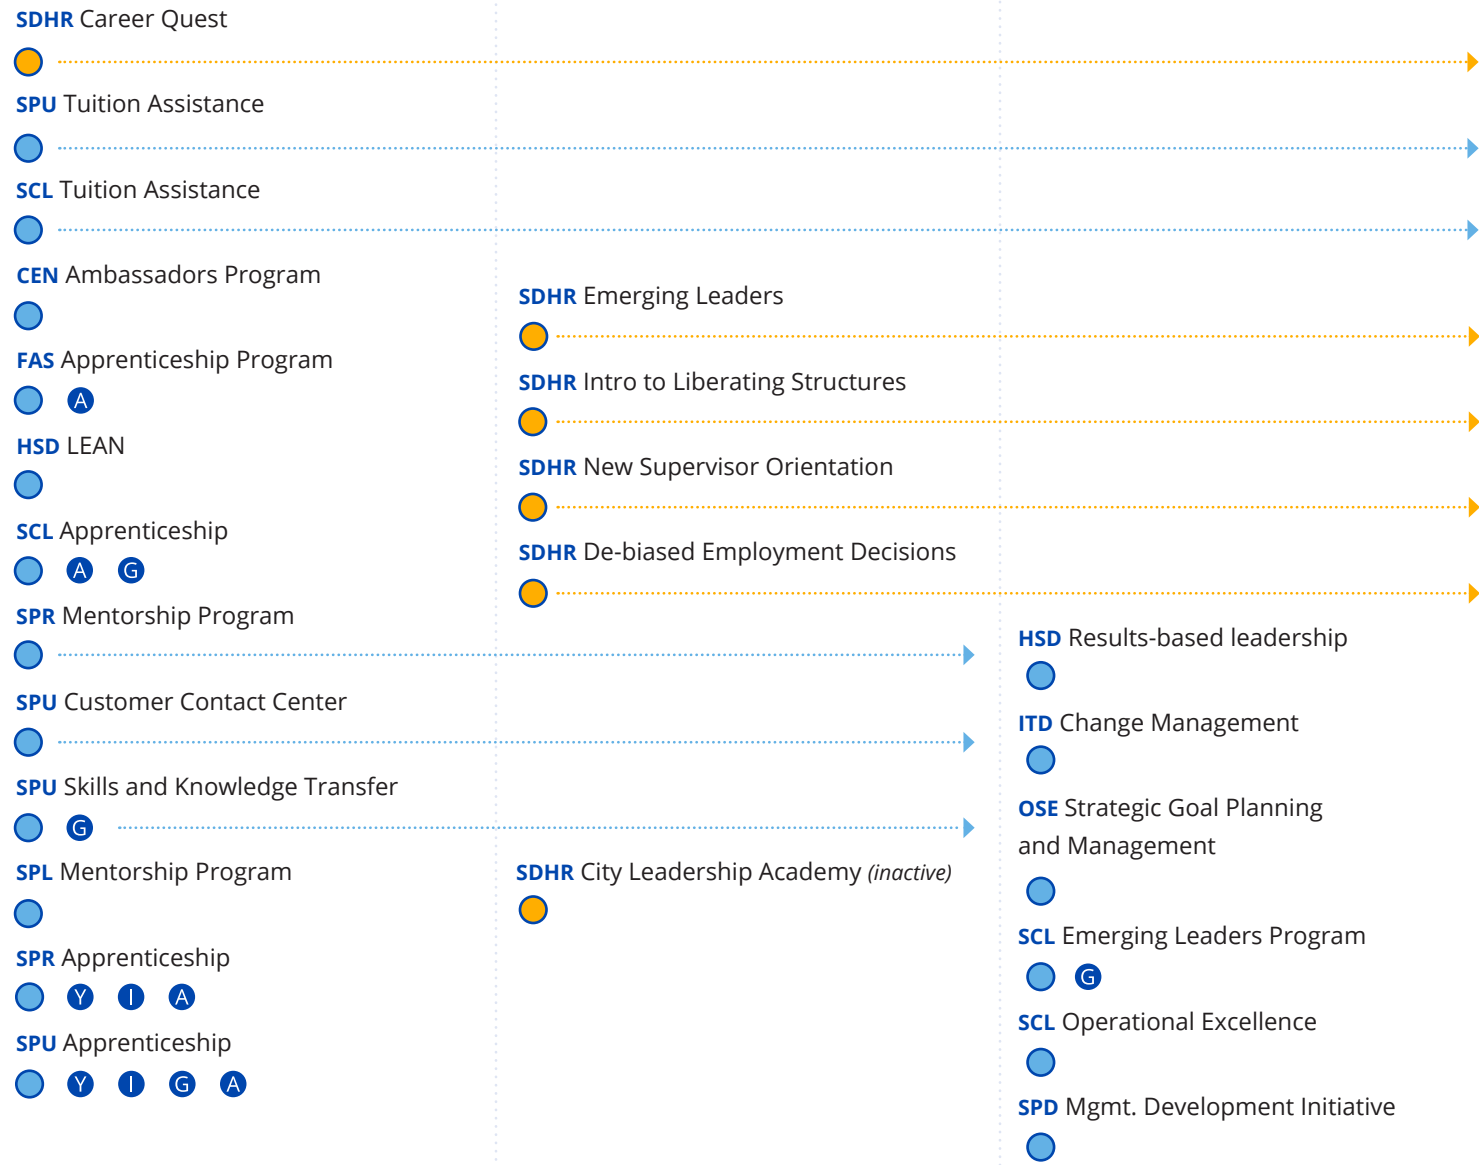 SDHR Career Quest
SPU Tuition Assistance
SCL Tuition Assistance
CEN Ambassadors Program
FAS Apprenticeship Program
A
HSD LEAN
SCL Apprenticeship
A G
SPR Mentorship Program
SPU Customer Contact Center
SPU Skills and Knowledge Transfer
G
SPL Mentorship Program
SPR Apprenticeship
Y I A
SPU Apprenticeship
Y I G A
SDHR Emerging Leaders
SDHR Intro to Liberating Structures
SDHR New Supervisor Orientation
SDHR De-biased Employment Decisions
SDHR City Leadership Academy (inactive)
HSD Results-based leadership
ITD Change Management
OSE Strategic Goal Planning
and Management
SCL Emerging Leaders Program
G
SCL Operational Excellence
SPD Mgmt. Development Initiative